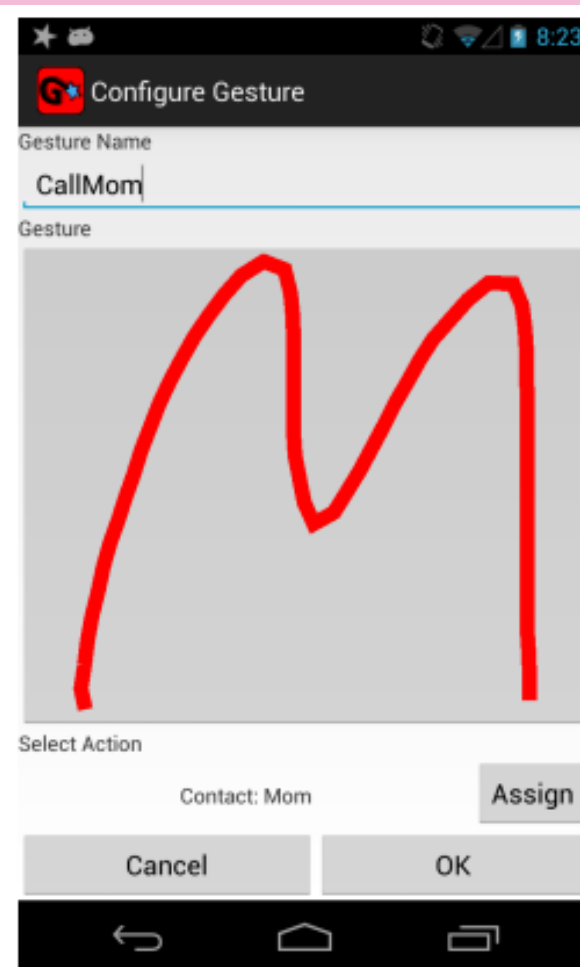 8:23
G Configure Gesture
Gesture Name
CallMom
Gesture
M
Select Action
Contact: Mom
Assign
Cancel
OK